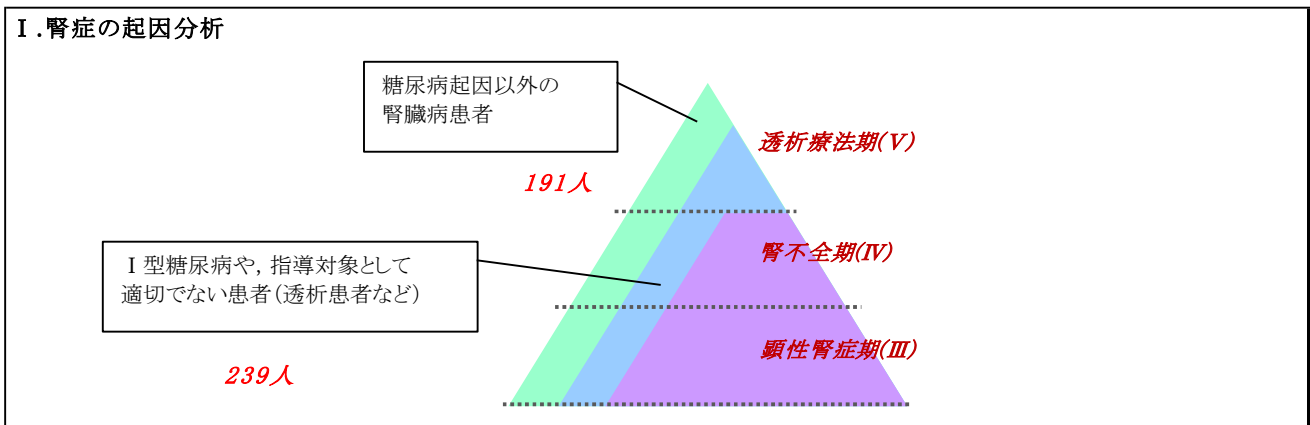 Ⅰ.腎症の起因分析
糖尿病起因以外の
腎臓病患者
透析療法期(Ⅴ)
191人
腎不全期(Ⅳ)
Ⅰ型糖尿病や, 指導対象として
適切でない患者(透析患者など)
顕性腎症期(Ⅲ)
239人